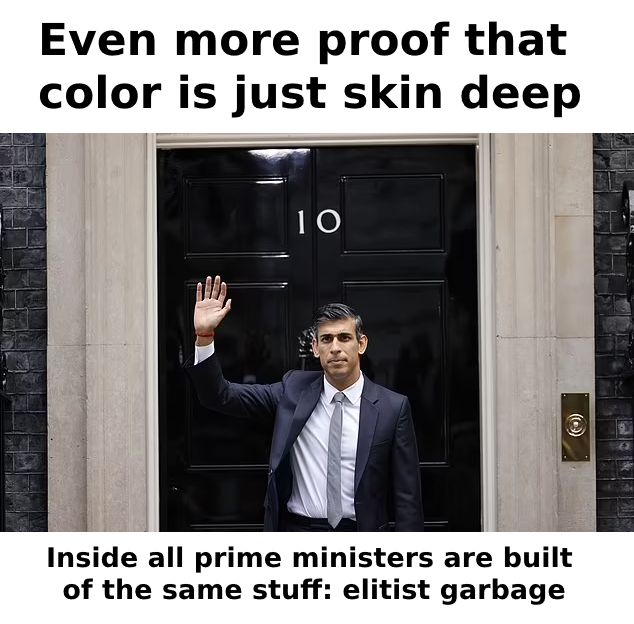 Even more proof that
color is just skin deep
10
Inside all prime ministers are built
of the same stuff: elitist garbage